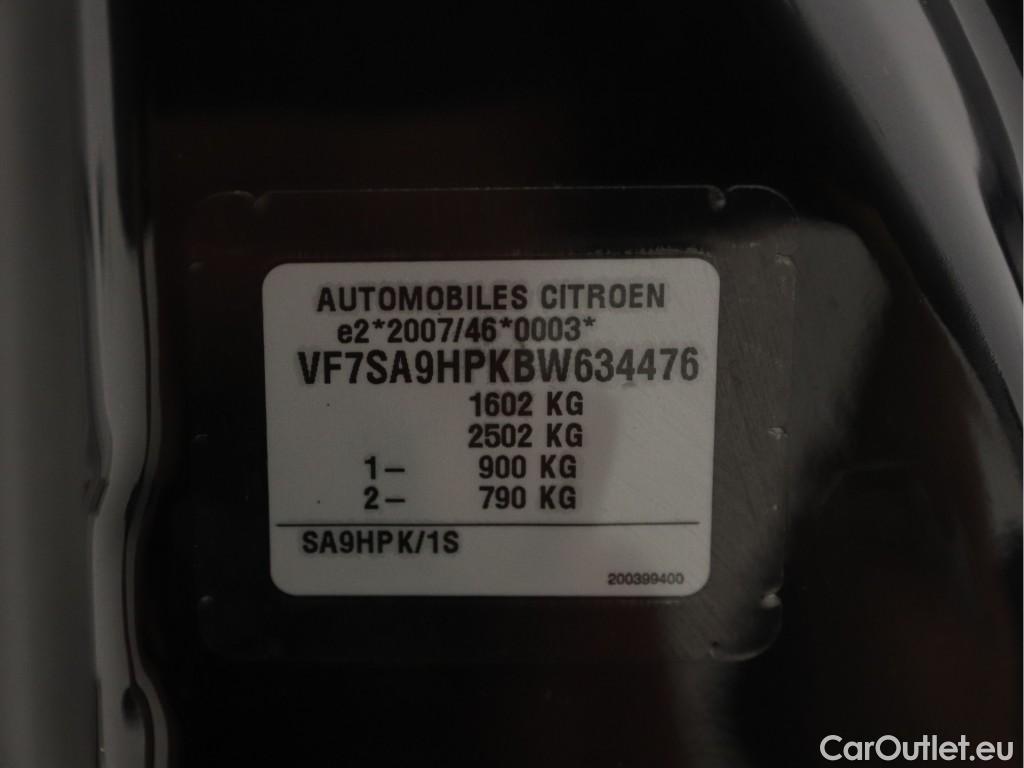 AUTOMOBILES CITROEN
e2*2007/46*0003*
VF7SA9HPKBW634476
1602 KG
2502 KG
1– 900 KG
2– 790 KG
SA9HPK/1S
200399400
CarOutlet.eu